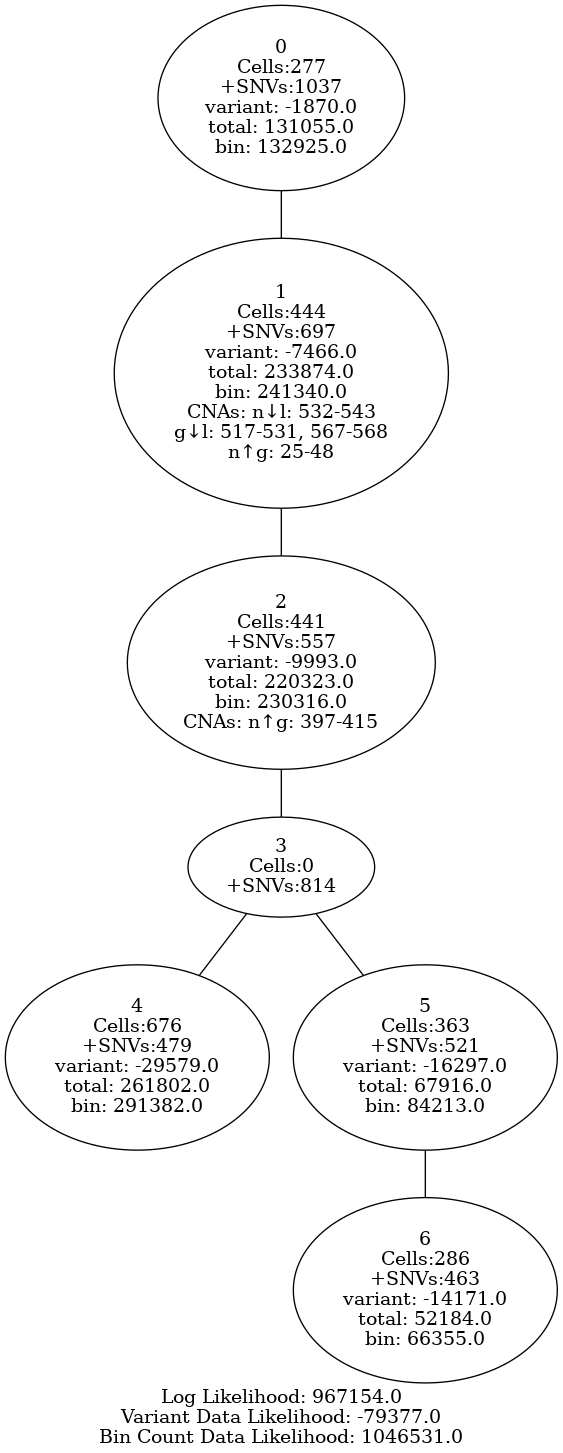 0
Cells:277
+SNVs:1037
variant: -1870.0
total: 131055.0
bin: 132925.0
1
Cells:444
+SNVs:697
variant: -7466.0
total: 233874.0
bin: 241340.0
CNAs: n↓l: 532-543
g↓l: 517-531, 567-568
n↑g: 25-48
2
Cells:441
+SNVs:557
variant: -9993.0
total: 220323.0
bin: 230316.0
CNAs: n↑g: 397-415
3
Cells:0
+SNVs:814
4
Cells:676
+SNVs:479
variant: -29579.0
total: 261802.0
bin: 291382.0
5
Cells:363
+SNVs:521
variant: -16297.0
total: 67916.0
bin: 84213.0
6
Cells:286
+SNVs:463
variant: -14171.0
total: 52184.0
bin: 66355.0
Log Likelihood: 967154.0
Variant Data Likelihood: -79377.0
Bin Count Data Likelihood: 1046531.0